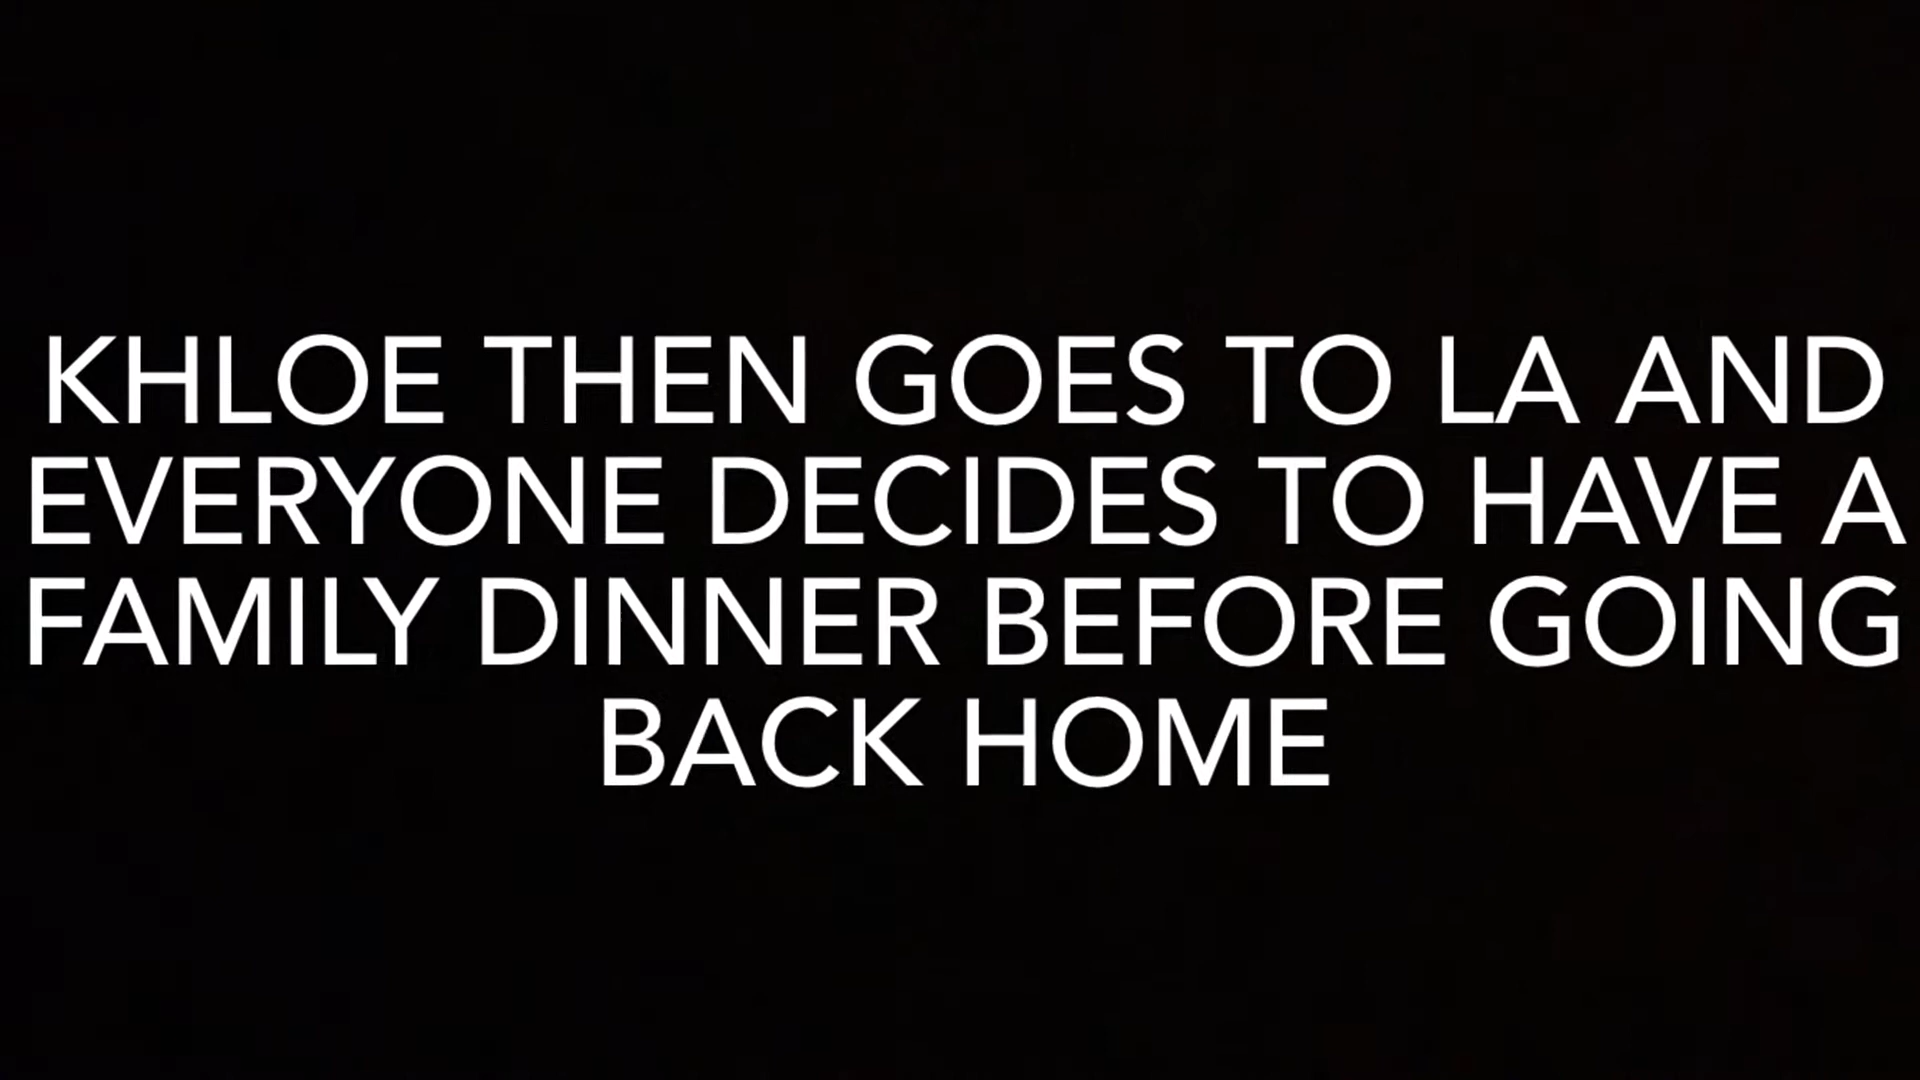 KHLOE THEN GOES TO LA AND
EVERYONE DECIDES TO HAVE A
FAMILY DINNER BEFORE GOING
BACK HOME